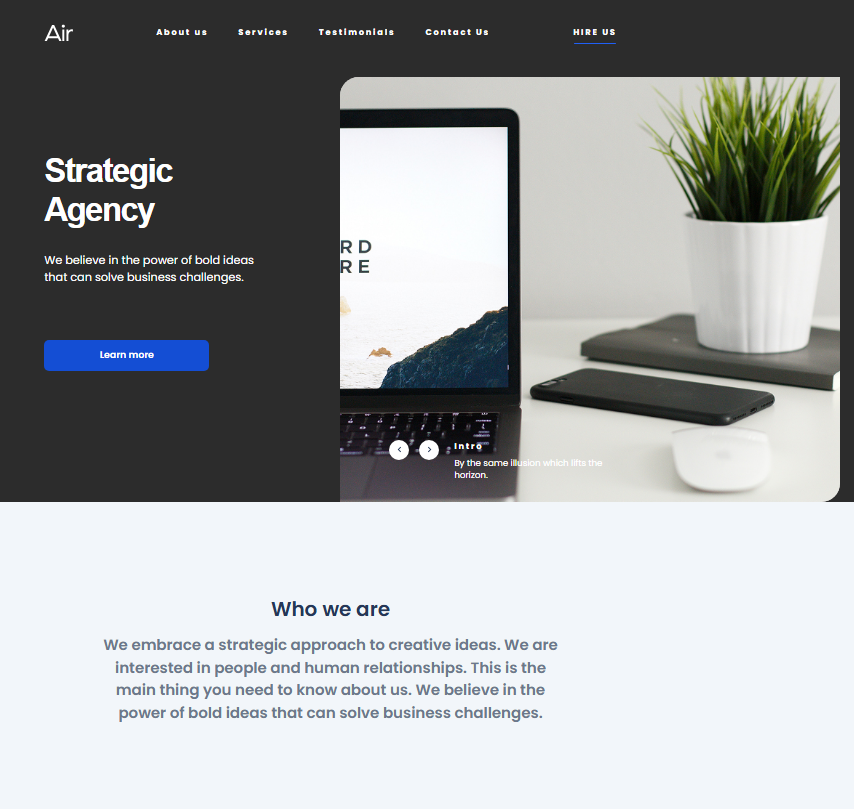 Air
About us
Services
Testimonials
Contact Us
HIRE US
Strategic
Agency
We believe in the power of bold ideas
that can solve business challenges.
Learn more
RD
RE
Intro
By the same illusion which lifts the
horizon.
Who we are
We embrace a strategic approach to creative ideas. We are
interested in people and human relationships. This is the
main thing you need to know about us. We believe in the
power of bold ideas that can solve business challenges.